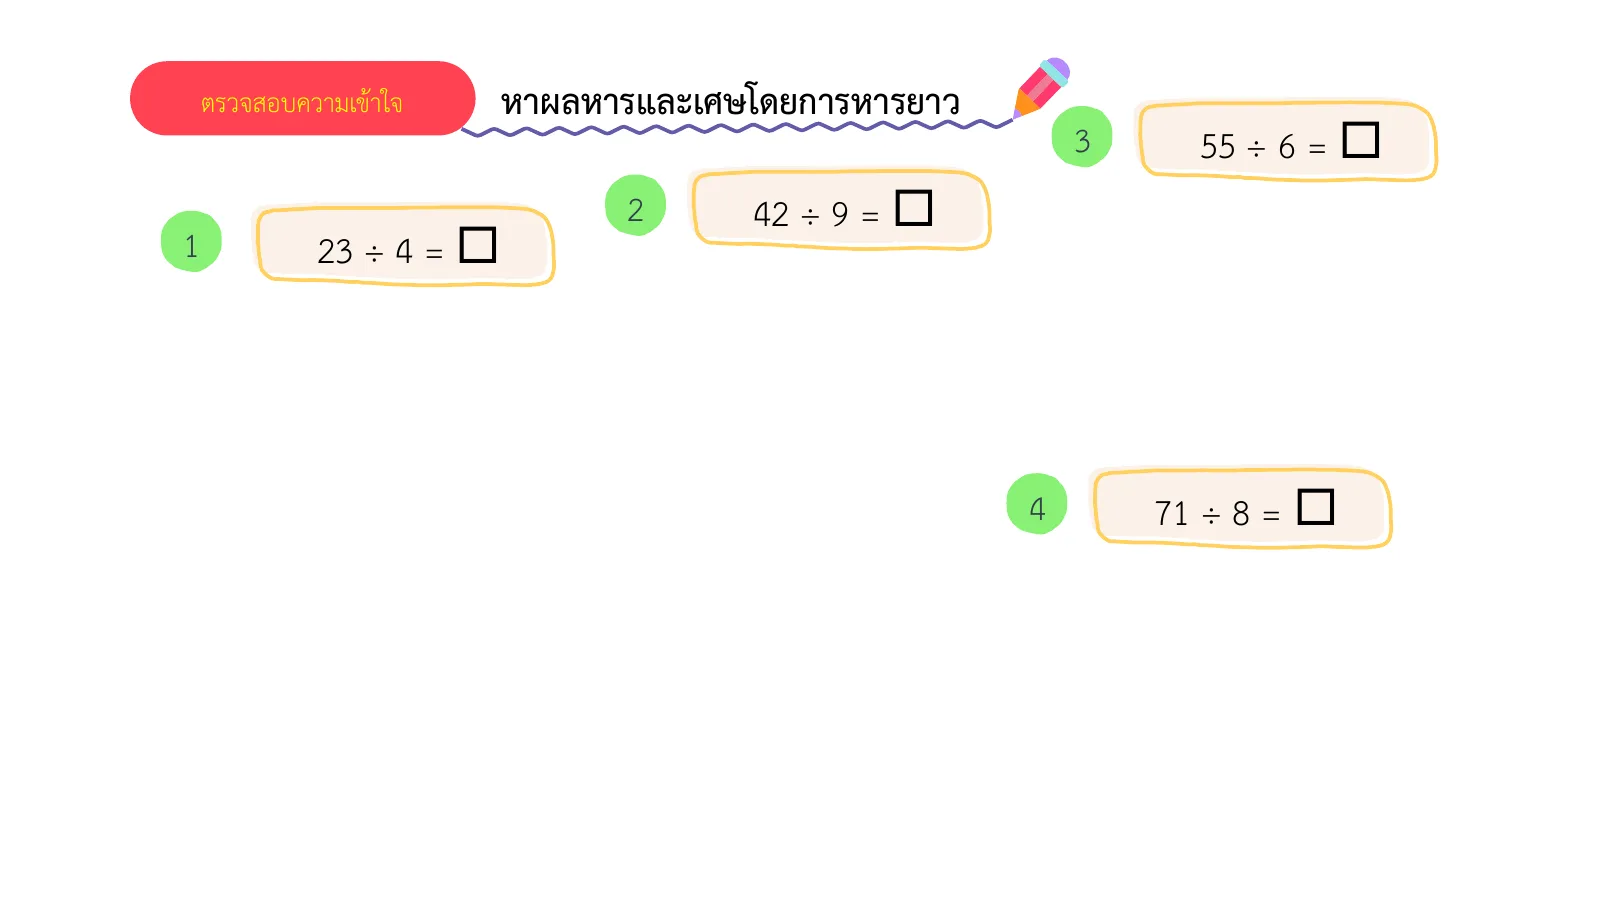 ตรวจสอบความเข้าใจ
หาผลหารและเศษโดยการหารยาว
1
23 ÷ 4 = □
2
42 ÷ 9 = □
3
55 ÷ 6 = □
4
71 ÷ 8 = □